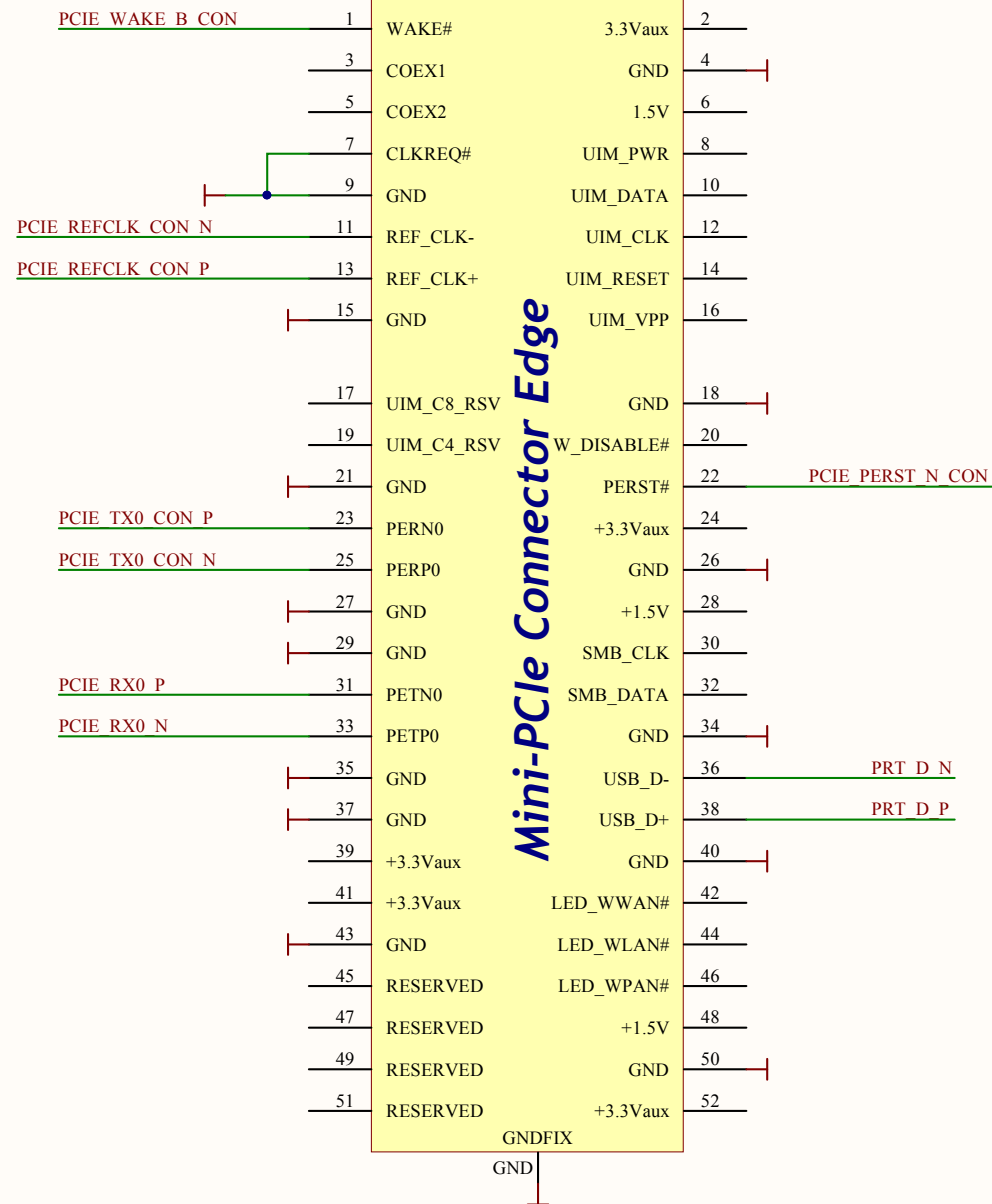 PCIE_WAKE_B_CON 1 WAKE# 3.3Vaux 2
3 COEX1 GND 4
5 COEX2 1.5V 6
7 CLKREQ# UIM_PWR 8
9 GND UIM_DATA 10
PCIE_REFCLK_CON_N 11 REF_CLK- UIM_CLK 12
PCIE_REFCLK_CON_P 13 REF_CLK+ UIM_RESET 14
15 GND UIM_VPP 16
17 UIM_C8_RSV GND 18
19 UIM_C4_RSV W_DISABLE# 20
21 GND PERST# 22 PCIE_PERST_N_CON
PCIE_TX0_CON_P 23 PERN0 +3.3Vaux 24
PCIE_TX0_CON_N 25 PERP0 GND 26
27 GND +1.5V 28
29 GND SMB_CLK 30
PCIE_RX0_P 31 PETN0 SMB_DATA 32
PCIE_RX0_N 33 PETP0 GND 34
35 GND USB_D- 36 PRT_D_N
37 GND USB_D+ 38 PRT_D_P
39 +3.3Vaux GND 40
41 +3.3Vaux LED_WWAN# 42
43 GND LED_WLAN# 44
45 RESERVED LED_WPAN# 46
47 RESERVED +1.5V 48
49 RESERVED GND 50
51 RESERVED +3.3Vaux 52
Mini-PCIe Connector Edge
GNDFIX
GND